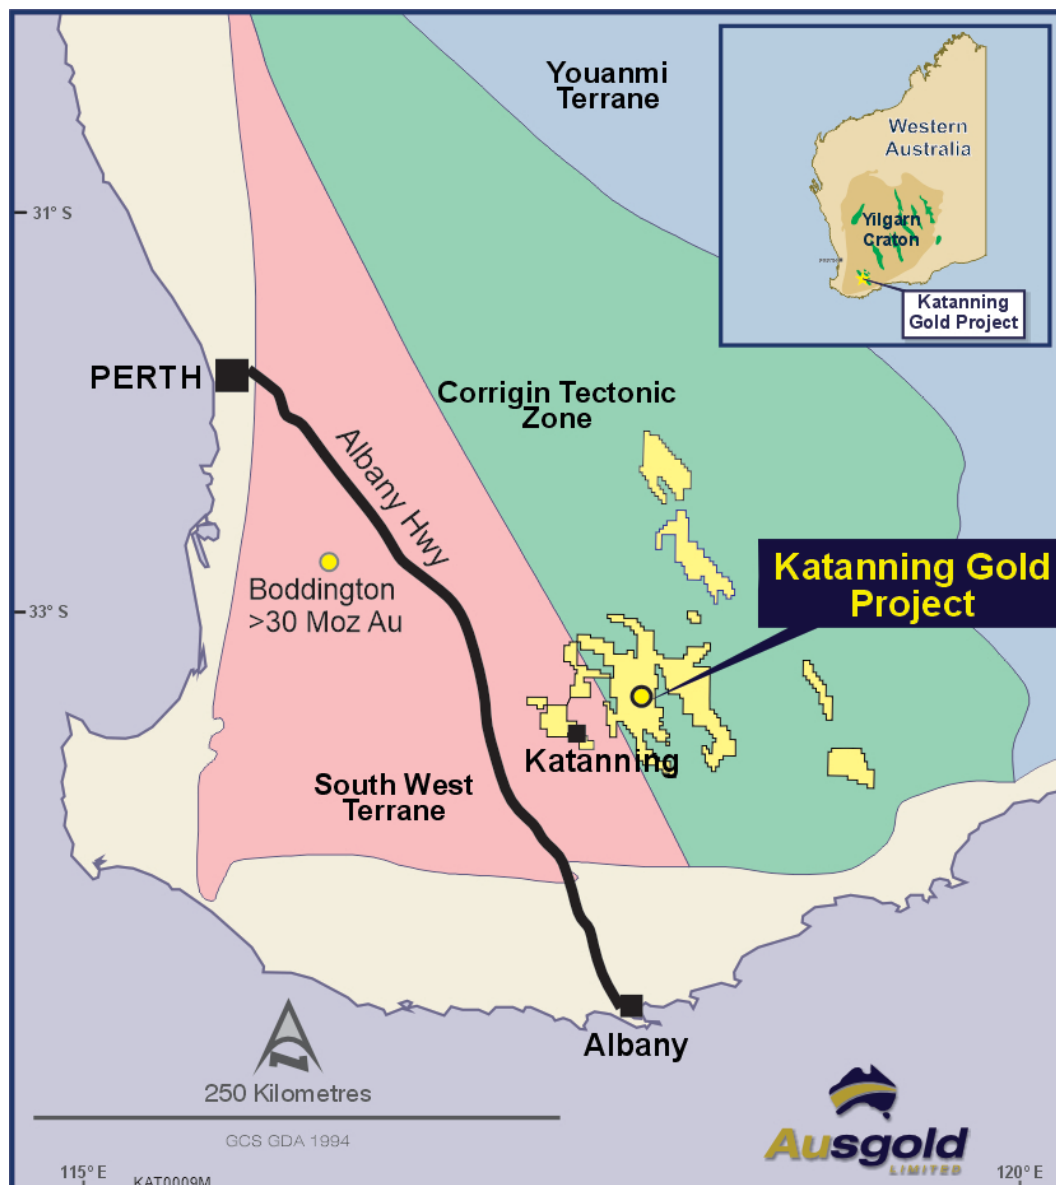 Youanmi
Terrane
Western
Australia
Yilgarn
Craton
Katanning
Gold Project
31° S
PERTH
Albany Hwy
Corrigin Tectonic
Zone
Boddington
>30 Moz Au
33° S
Katanning Gold
Project
Katanning
South West
Terrane
Albany
250 Kilometres
GCS GDA 1994
Ausgold
LIMITED
115° E
KAT0009M
120° E